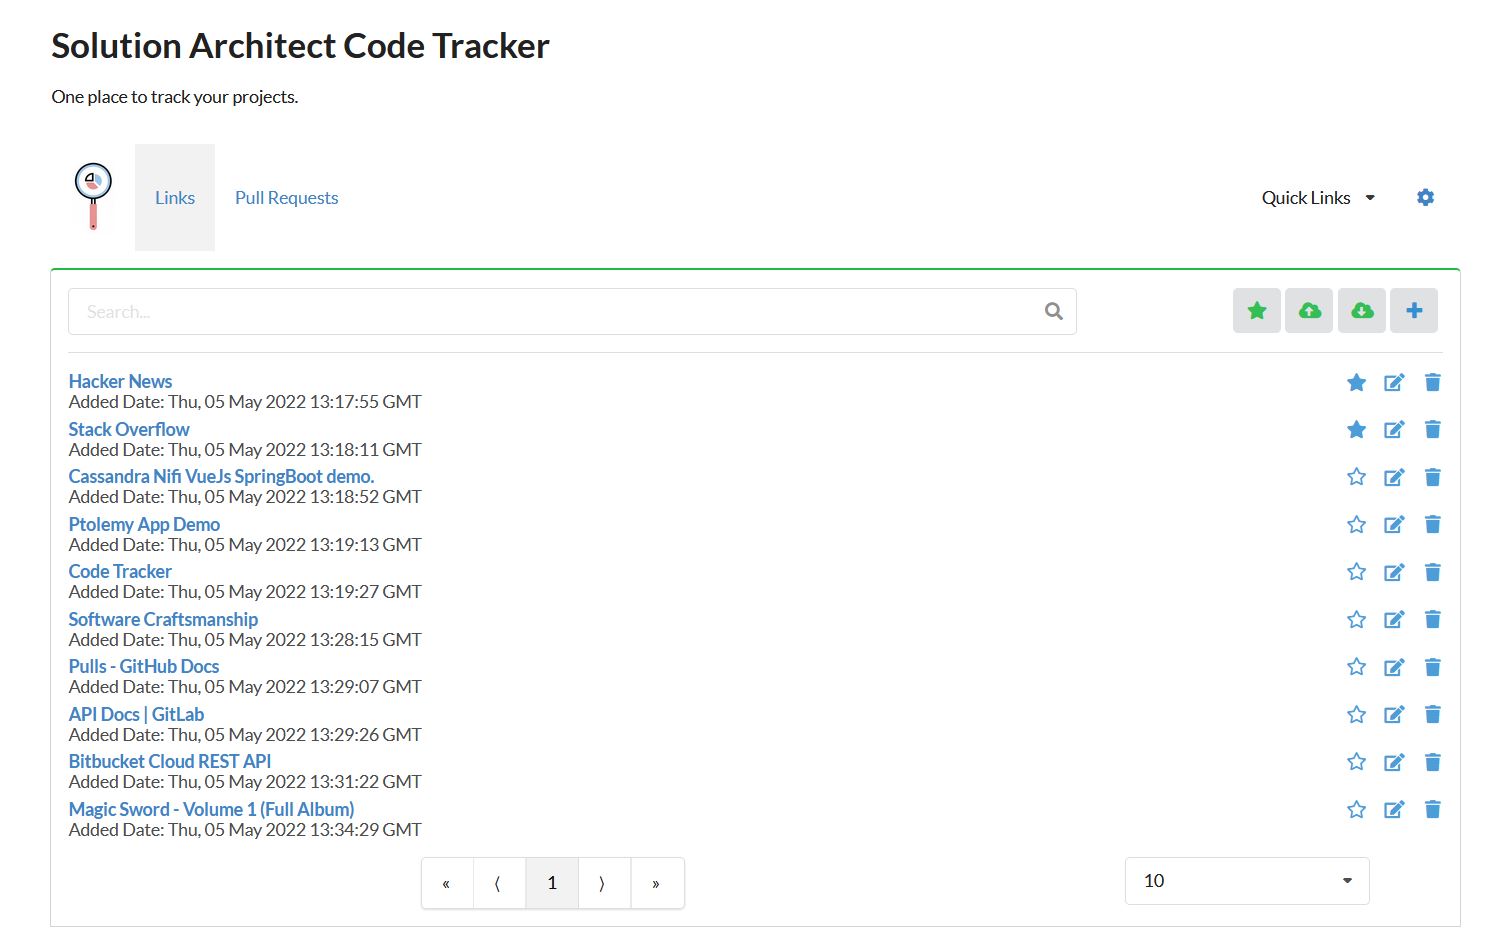 Solution Architect Code Tracker
One place to track your projects.
Links
Pull Requests
Quick Links
Search...
Hacker News
Added Date: Thu, 05 May 2022 13:17:55 GMT
Stack Overflow
Added Date: Thu, 05 May 2022 13:18:11 GMT
Cassandra Nifi VueJs SpringBoot demo.
Added Date: Thu, 05 May 2022 13:18:52 GMT
Ptolemy App Demo
Added Date: Thu, 05 May 2022 13:19:13 GMT
Code Tracker
Added Date: Thu, 05 May 2022 13:19:27 GMT
Software Craftsmanship
Added Date: Thu, 05 May 2022 13:28:15 GMT
Pulls - GitHub Docs
Added Date: Thu, 05 May 2022 13:29:07 GMT
API Docs | GitLab
Added Date: Thu, 05 May 2022 13:29:26 GMT
Bitbucket Cloud REST API
Added Date: Thu, 05 May 2022 13:31:22 GMT
Magic Sword - Volume 1 (Full Album)
Added Date: Thu, 05 May 2022 13:34:29 GMT
« ⟨ 1 ⟩ »
10